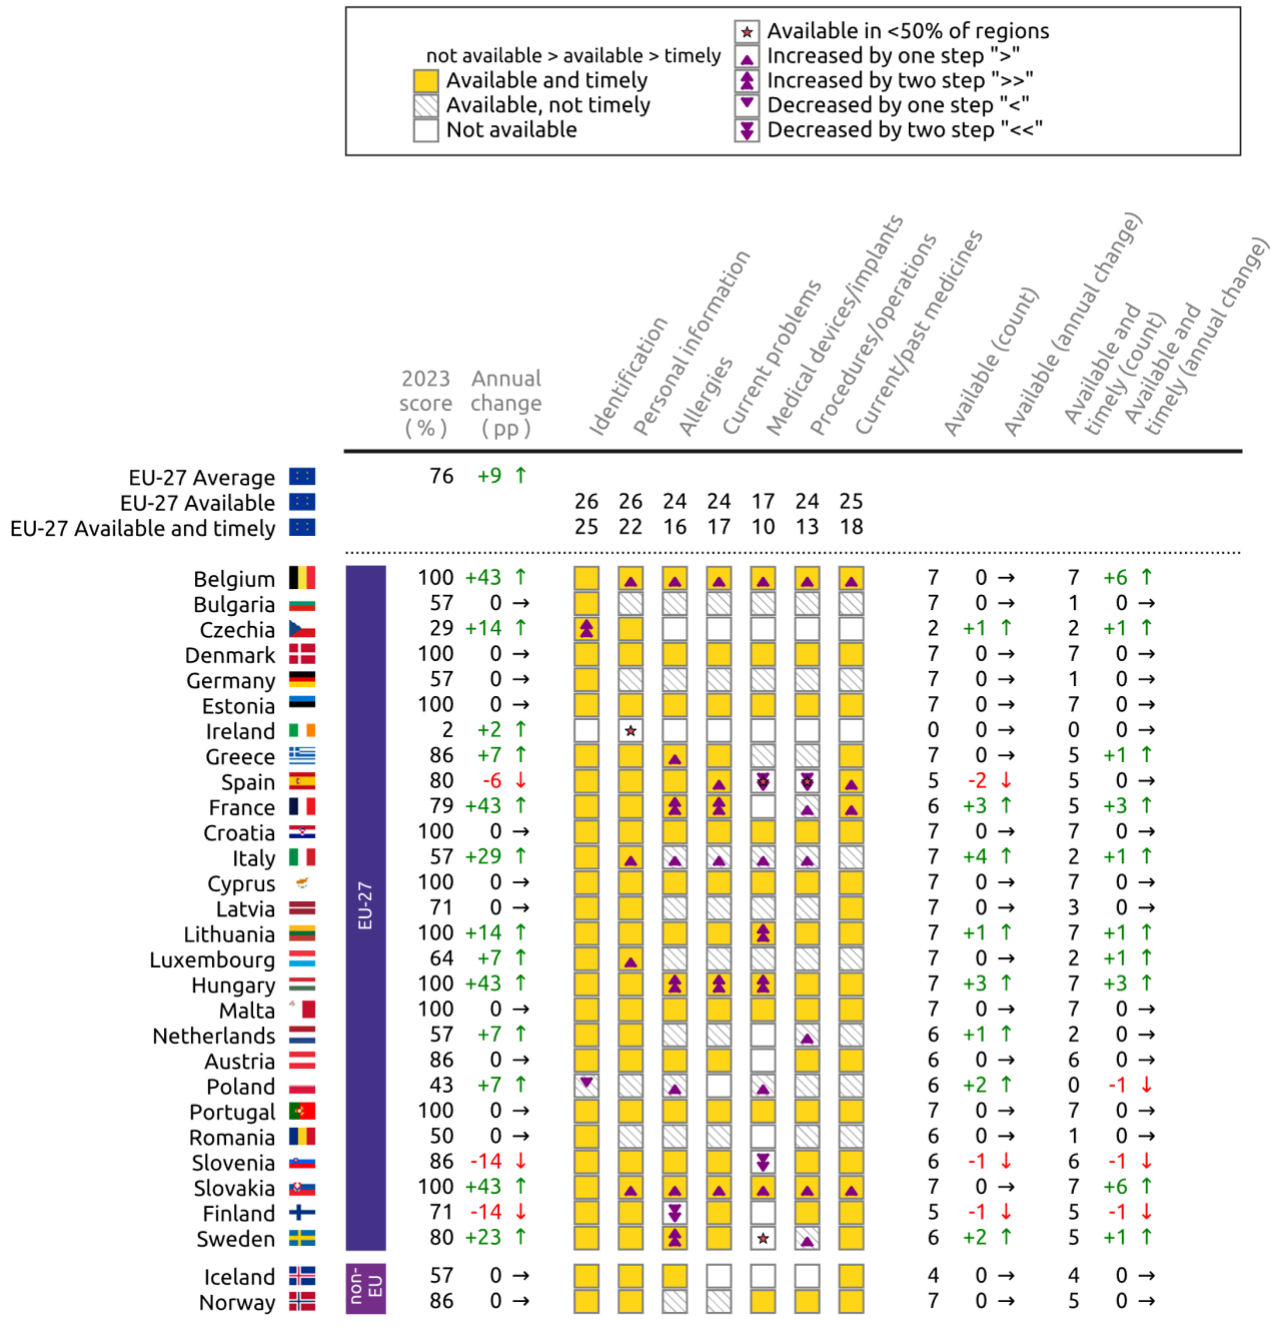 not available > available > timely
Available and timely
Available, not timely
Not available
Available in <50% of regions
Increased by one step ">"
Increased by two step ">>"
Decreased by one step "<"
Decreased by two step "<<"
2023 score ( % )
Annual change ( pp )
Identification
Personal information
Allergies
Current problems
Medical devices/implants
Procedures/operations
Current/past medicines
Available (count)
Available (annual change)
Available and timely (count)
Available and timely (annual change)
EU-27 Average 76 +9 ↑
EU-27 Available 26 26 24 24 17 24 25
EU-27 Available and timely 25 22 16 17 10 13 18
EU-27
Belgium 100 +43 ↑ 7 0 → 7 +6 ↑
Bulgaria 57 0 → 7 0 → 1 0 →
Czechia 29 +14 ↑ 2 +1 ↑ 2 +1 ↑
Denmark 100 0 → 7 0 → 7 0 →
Germany 57 0 → 7 0 → 1 0 →
Estonia 100 0 → 7 0 → 7 0 →
Ireland 2 +2 ↑ 0 0 → 0 0 →
Greece 86 +7 ↑ 7 0 → 5 +1 ↑
Spain 80 -6 ↓ 5 -2 ↓ 5 0 →
France 79 +43 ↑ 6 +3 ↑ 5 +3 ↑
Croatia 100 0 → 7 0 → 7 0 →
Italy 57 +29 ↑ 7 +4 ↑ 2 +1 ↑
Cyprus 100 0 → 7 0 → 7 0 →
Latvia 71 0 → 7 0 → 3 0 →
Lithuania 100 +14 ↑ 7 +1 ↑ 7 +1 ↑
Luxembourg 64 +7 ↑ 7 0 → 2 +1 ↑
Hungary 100 +43 ↑ 7 +3 ↑ 7 +3 ↑
Malta 100 0 → 7 0 → 7 0 →
Netherlands 57 +7 ↑ 6 +1 ↑ 2 0 →
Austria 86 0 → 6 0 → 6 0 →
Poland 43 +7 ↑ 6 +2 ↑ 0 -1 ↓
Portugal 100 0 → 7 0 → 7 0 →
Romania 50 0 → 6 0 → 1 0 →
Slovenia 86 -14 ↓ 6 -1 ↓ 6 -1 ↓
Slovakia 100 +43 ↑ 7 0 → 7 +6 ↑
Finland 71 -14 ↓ 5 -1 ↓ 5 -1 ↓
Sweden 80 +23 ↑ 6 +2 ↑ 5 +1 ↑
non-
EU
Iceland 57 0 → 4 0 → 4 0 →
Norway 86 0 → 7 0 → 5 0 →